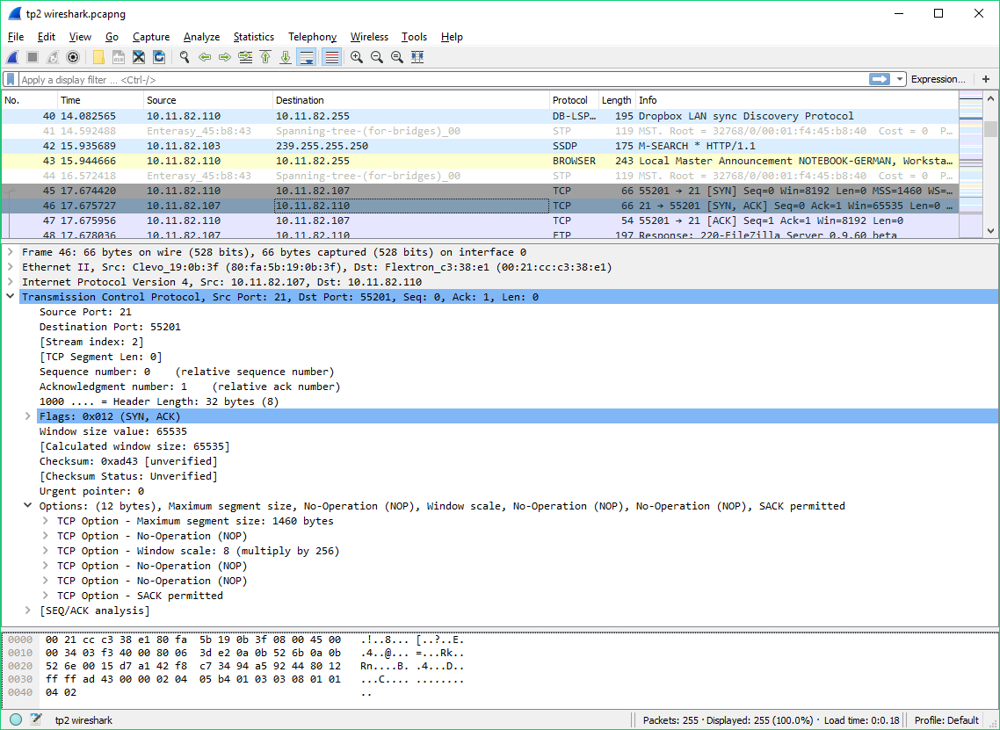 tp2 wireshark.pcapng
File Edit View Go Capture Analyze Statistics Telephony Wireless Tools Help
Apply a display filter ... <Ctrl-/> Expression... +
No. Time Source Destination Protocol Length Info
40 14.082565 10.11.82.110 10.11.82.255 DB-LSP… 195 Dropbox LAN sync Discovery Protocol
41 14.592488 Enterasy_45:b8:43 Spanning-tree-(for-bridges)_00 STP 119 MST. Root = 32768/0/00:01:f4:45:b8:40 Cost = 0 P…
42 15.935689 10.11.82.103 239.255.255.250 SSDP 175 M-SEARCH * HTTP/1.1
43 15.944666 10.11.82.110 10.11.82.255 BROWSER 243 Local Master Announcement NOTEBOOK-GERMAN, Worksta…
44 16.572418 Enterasy_45:b8:43 Spanning-tree-(for-bridges)_00 STP 119 MST. Root = 32768/0/00:01:f4:45:b8:40 Cost = 0 P…
45 17.674420 10.11.82.110 10.11.82.107 TCP 66 55201 → 21 [SYN] Seq=0 Win=8192 Len=0 MSS=1460 WS=…
46 17.675727 10.11.82.107 10.11.82.110 TCP 66 21 → 55201 [SYN, ACK] Seq=0 Ack=1 Win=65535 Len=0 …
47 17.675956 10.11.82.110 10.11.82.107 TCP 54 55201 → 21 [ACK] Seq=1 Ack=1 Win=8192 Len=0
48 17.678036 10.11.82.107 10.11.82.110 FTP 197 Response: 220-FileZilla Server 0.9.60 beta
Frame 46: 66 bytes on wire (528 bits), 66 bytes captured (528 bits) on interface 0
Ethernet II, Src: Clevo_19:0b:3f (80:fa:5b:19:0b:3f), Dst: Flextron_c3:38:e1 (00:21:cc:c3:38:e1)
Internet Protocol Version 4, Src: 10.11.82.107, Dst: 10.11.82.110
Transmission Control Protocol, Src Port: 21, Dst Port: 55201, Seq: 0, Ack: 1, Len: 0
Source Port: 21
Destination Port: 55201
[Stream index: 2]
[TCP Segment Len: 0]
Sequence number: 0 (relative sequence number)
Acknowledgment number: 1 (relative ack number)
1000 .... = Header Length: 32 bytes (8)
Flags: 0x012 (SYN, ACK)
Window size value: 65535
[Calculated window size: 65535]
Checksum: 0xad43 [unverified]
[Checksum Status: Unverified]
Urgent pointer: 0
Options: (12 bytes), Maximum segment size, No-Operation (NOP), Window scale, No-Operation (NOP), No-Operation (NOP), SACK permitted
TCP Option - Maximum segment size: 1460 bytes
TCP Option - No-Operation (NOP)
TCP Option - Window scale: 8 (multiply by 256)
TCP Option - No-Operation (NOP)
TCP Option - No-Operation (NOP)
TCP Option - SACK permitted
[SEQ/ACK analysis]
0000 00 21 cc c3 38 e1 80 fa 5b 19 0b 3f 08 00 45 00 .!..8... [..?..E.
0010 00 34 03 f3 40 00 80 06 3d e2 0a 0b 52 6b 0a 0b .4..@... =...Rk..
0020 52 6e 00 15 d7 a1 42 f8 c7 34 94 a5 92 44 80 12 Rn....B. .4...D..
0030 ff ff ad 43 00 00 02 04 05 b4 01 03 03 08 01 01 ...C.... ........
0040 04 02 ..
tp2 wireshark Packets: 255 · Displayed: 255 (100.0%) · Load time: 0:0.18 Profile: Default